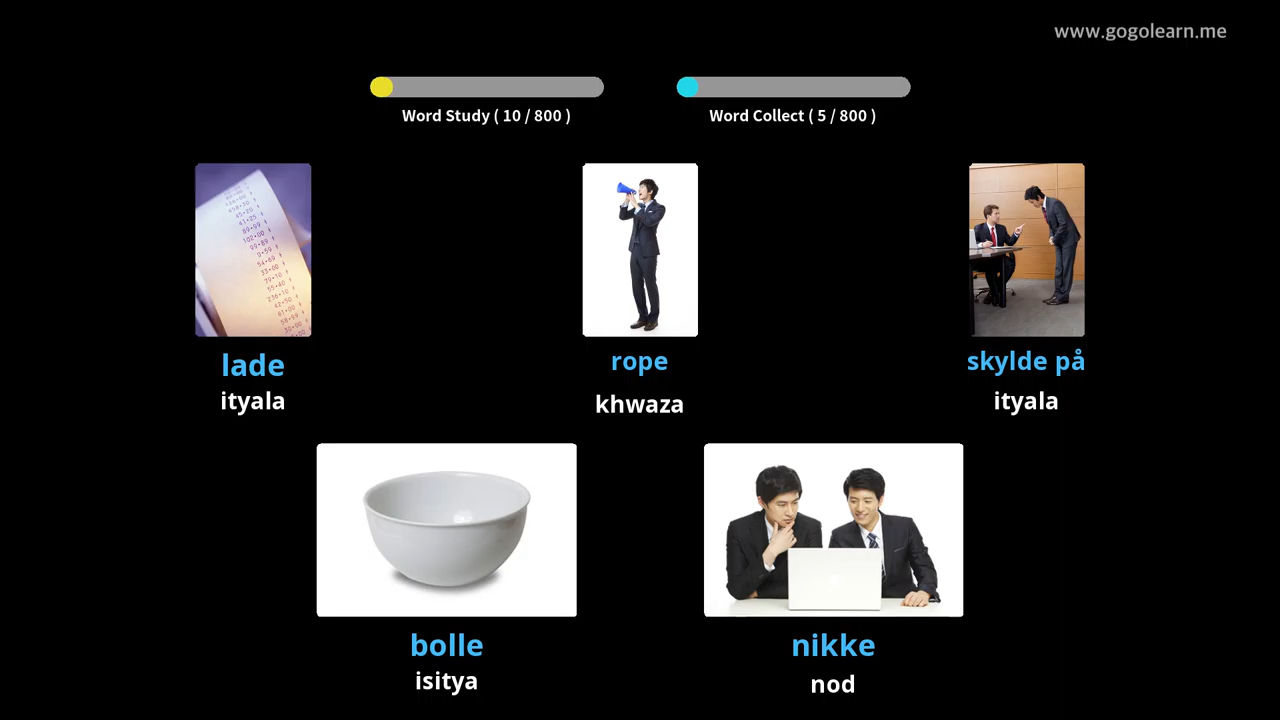 www.gogolearn.me
Word Study ( 10 / 800 )
Word Collect ( 5 / 800 )
lade
ityala
rope
khwaza
skylde på
ityala
bolle
isitya
nikke
nod